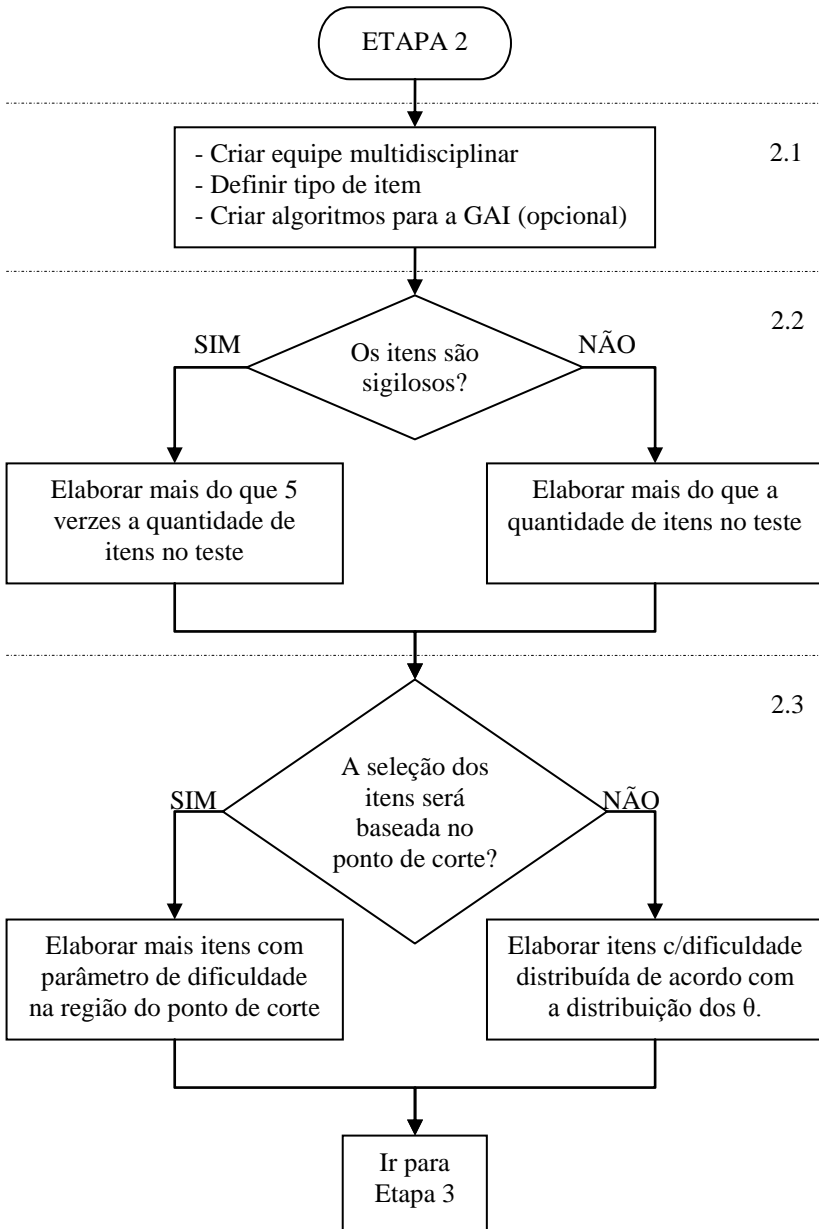 ETAPA 2
- Criar equipe multidisciplinar
- Definir tipo de item
- Criar algoritmos para a GAI (opcional)
2.1
2.2
SIM
NÃO
Os itens são
sigilosos?
Elaborar mais do que 5
verzes a quantidade de
itens no teste
Elaborar mais do que a
quantidade de itens no teste
2.3
SIM
NÃO
A seleção dos
itens será
baseada no
ponto de corte?
Elaborar mais itens com
parâmetro de dificuldade
na região do ponto de corte
Elaborar itens c/dificuldade
distribuída de acordo com
a distribuição dos θ.
Ir para
Etapa 3